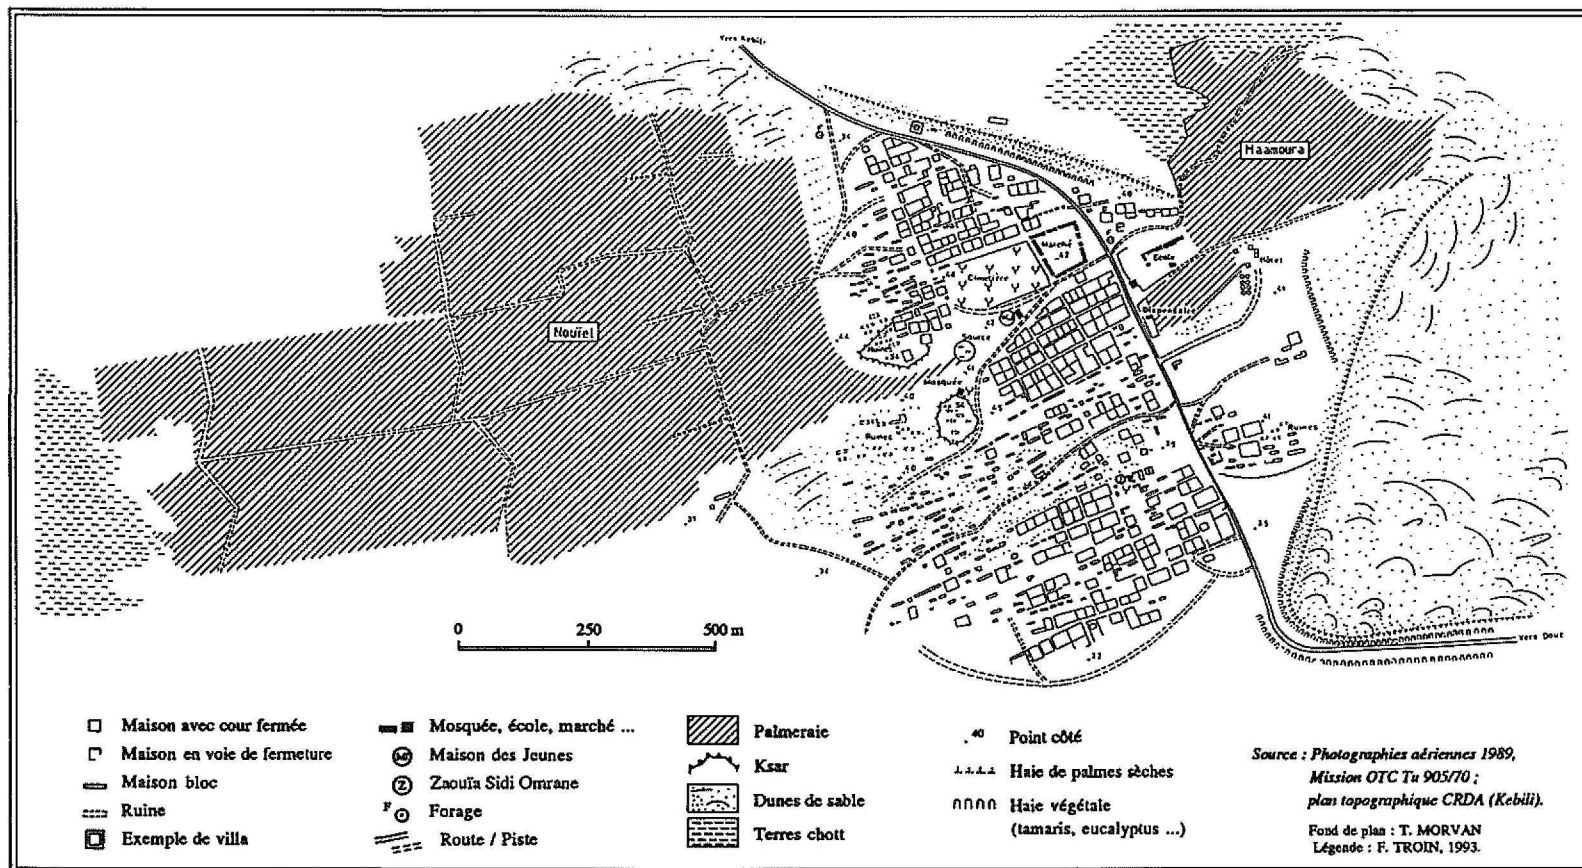 Vers Kebili
Maamoura
Nouïel
Marché
Ecole
Hôtel
Cimetière
Dispensaire
Source
Ruines
Mosquée
Ruines
Ruines
Vers Douz
0 250 500 m
Maison avec cour fermée
Maison en voie de fermeture
Maison bloc
Ruine
Exemple de villa
Mosquée, école, marché ...
Maison des Jeunes
Zaouïa Sidi Omrane
F Forage
Route / Piste
Palmeraie
Ksar
Dunes de sable
Terres chott
.40 Point côté
Haie de palmes sèches
Haie végétale
(tamaris, eucalyptus ...)
Source : Photographies aériennes 1989,
Mission OTC Tu 905/70 ;
plan topographique CRDA (Kebili).
Fond de plan : T. MORVAN
Légende : F. TROIN, 1993.